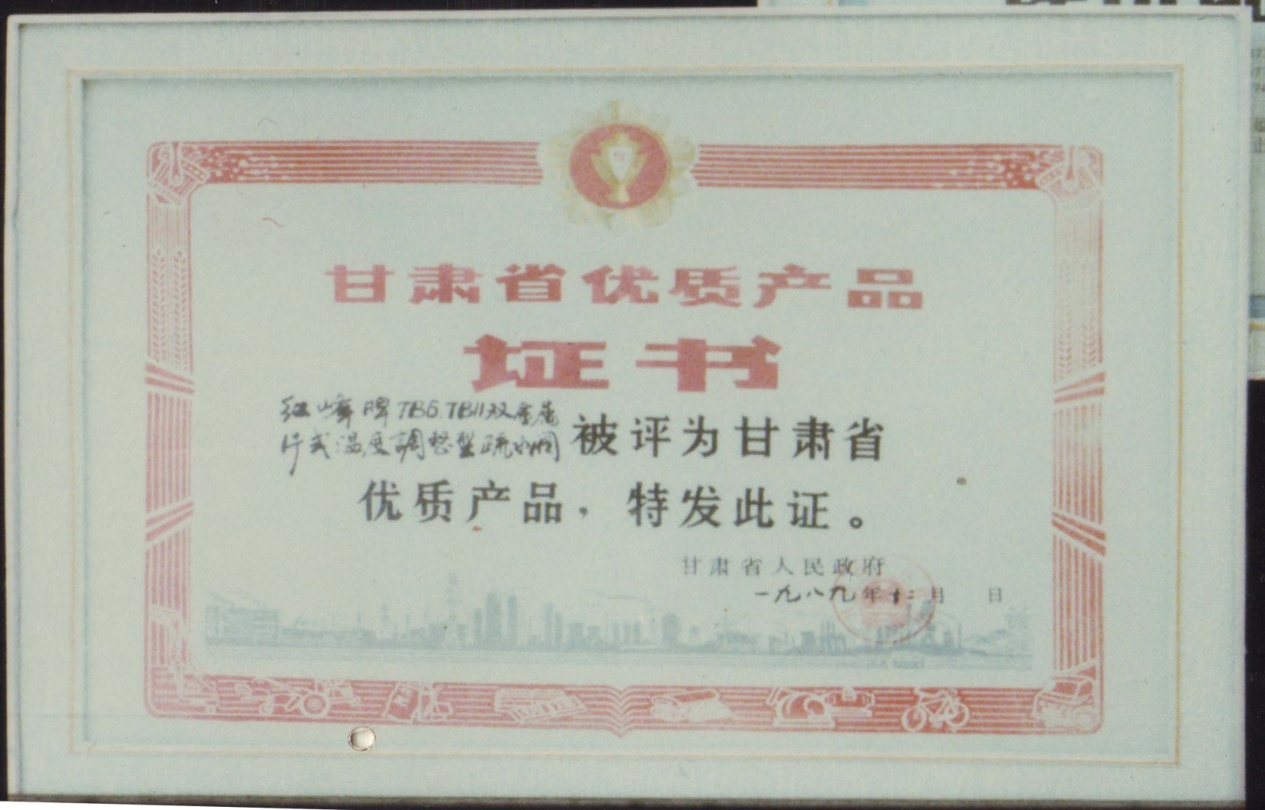 甘肃省优质产品
证书
红峰牌TB6.TB11双金属
片式温度調整型疏水阀
被评为甘肃省
优质产品，特发此证。
甘肃省人民政府
一九八九年十二月 日